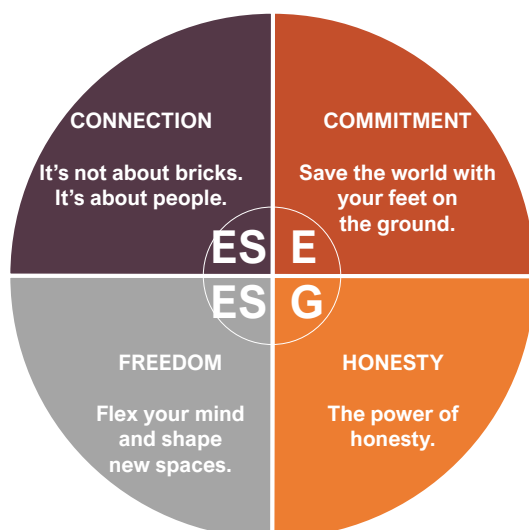 CONNECTION
It's not about bricks.
It's about people.
COMMITMENT
Save the world with
your feet on
the ground.
ES
E
ES
G
FREEDOM
Flex your mind
and shape
new spaces.
HONESTY
The power of
honesty.